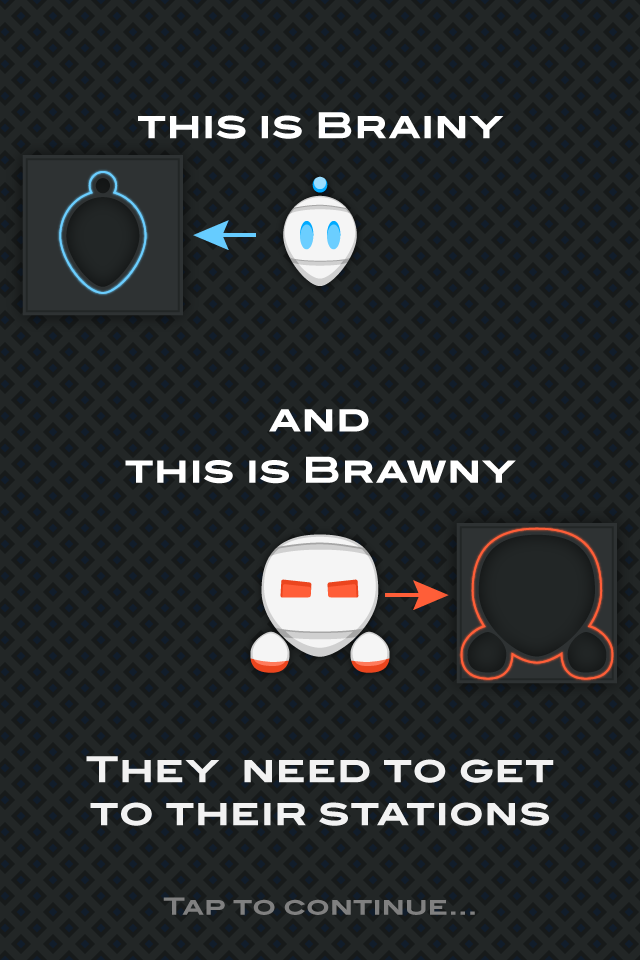 THIS IS BRAINY
AND
THIS IS BRAWNY
THEY NEED TO GET
TO THEIR STATIONS
TAP TO CONTINUE...